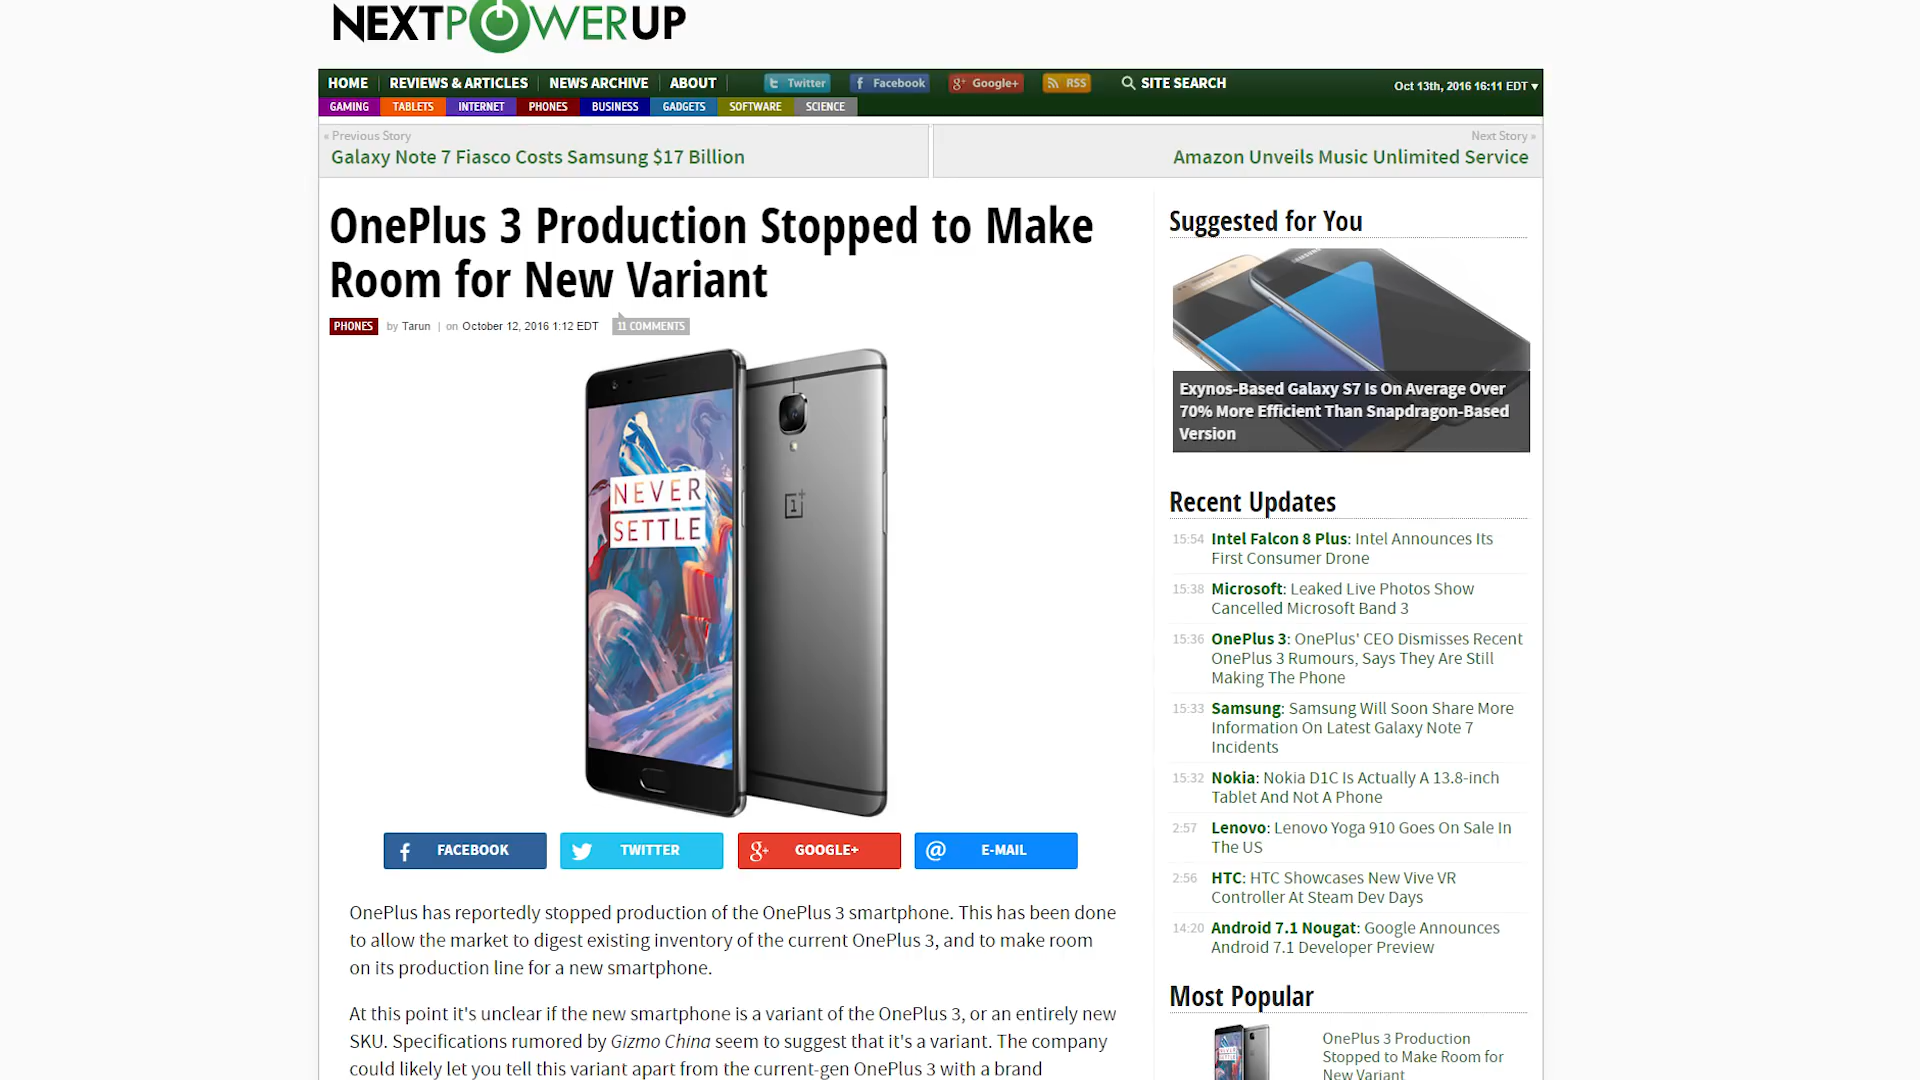 NEXTPOWERUP
HOME
REVIEWS & ARTICLES
NEWS ARCHIVE
ABOUT
Twitter
Facebook
Google+
RSS
SITE SEARCH
Oct 13th, 2016 16:11 EDT ▾
GAMING
TABLETS
INTERNET
PHONES
BUSINESS
GADGETS
SOFTWARE
SCIENCE
« Previous Story
Galaxy Note 7 Fiasco Costs Samsung $17 Billion
Next Story »
Amazon Unveils Music Unlimited Service
OnePlus 3 Production Stopped to Make
Room for New Variant
PHONES by Tarun | on October 12, 2016 1:12 EDT 11 COMMENTS
NEVER
SETTLE
FACEBOOK
TWITTER
GOOGLE+
E-MAIL
OnePlus has reportedly stopped production of the OnePlus 3 smartphone. This has been done
to allow the market to digest existing inventory of the current OnePlus 3, and to make room
on its production line for a new smartphone.
At this point it's unclear if the new smartphone is a variant of the OnePlus 3, or an entirely new
SKU. Specifications rumored by Gizmo China seem to suggest that it's a variant. The company
could likely let you tell this variant apart from the current-gen OnePlus 3 with a brand
Suggested for You
SAMSUNG
Exynos-Based Galaxy S7 Is On Average Over
70% More Efficient Than Snapdragon-Based
Version
Recent Updates
15:54 Intel Falcon 8 Plus: Intel Announces Its
First Consumer Drone
15:38 Microsoft: Leaked Live Photos Show
Cancelled Microsoft Band 3
15:36 OnePlus 3: OnePlus' CEO Dismisses Recent
OnePlus 3 Rumours, Says They Are Still
Making The Phone
15:33 Samsung: Samsung Will Soon Share More
Information On Latest Galaxy Note 7
Incidents
15:32 Nokia: Nokia D1C Is Actually A 13.8-inch
Tablet And Not A Phone
2:57 Lenovo: Lenovo Yoga 910 Goes On Sale In
The US
2:56 HTC: HTC Showcases New Vive VR
Controller At Steam Dev Days
14:20 Android 7.1 Nougat: Google Announces
Android 7.1 Developer Preview
Most Popular
NEVER
SETTLE
OnePlus 3 Production
Stopped to Make Room for
New Variant